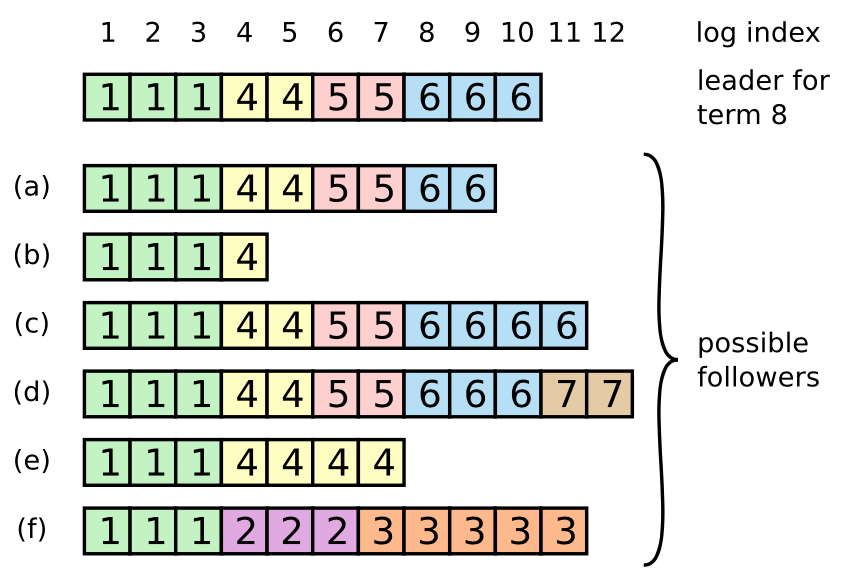 1 2 3 4 5 6 7 8 9 10 11 12 log index
1 1 1 4 4 5 5 6 6 6 leader for
term 8
(a) 1 1 1 4 4 5 5 6 6
(b) 1 1 1 4
(c) 1 1 1 4 4 5 5 6 6 6 6
(d) 1 1 1 4 4 5 5 6 6 6 7 7
(e) 1 1 1 4 4 4 4
(f) 1 1 1 2 2 2 3 3 3 3 3
possible
followers